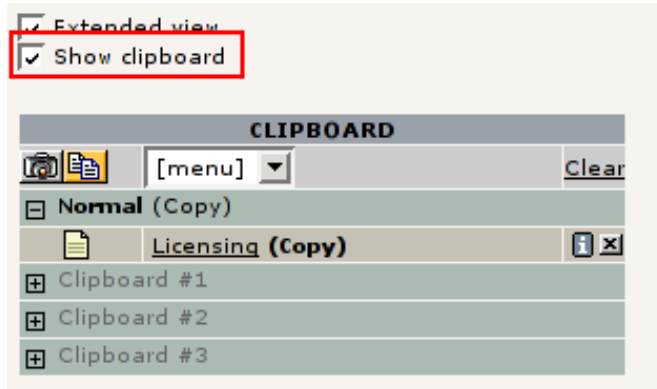 Extended view
Show clipboard
CLIPBOARD
[menu] Clear
Normal (Copy)
Licensing (Copy)
Clipboard #1
Clipboard #2
Clipboard #3